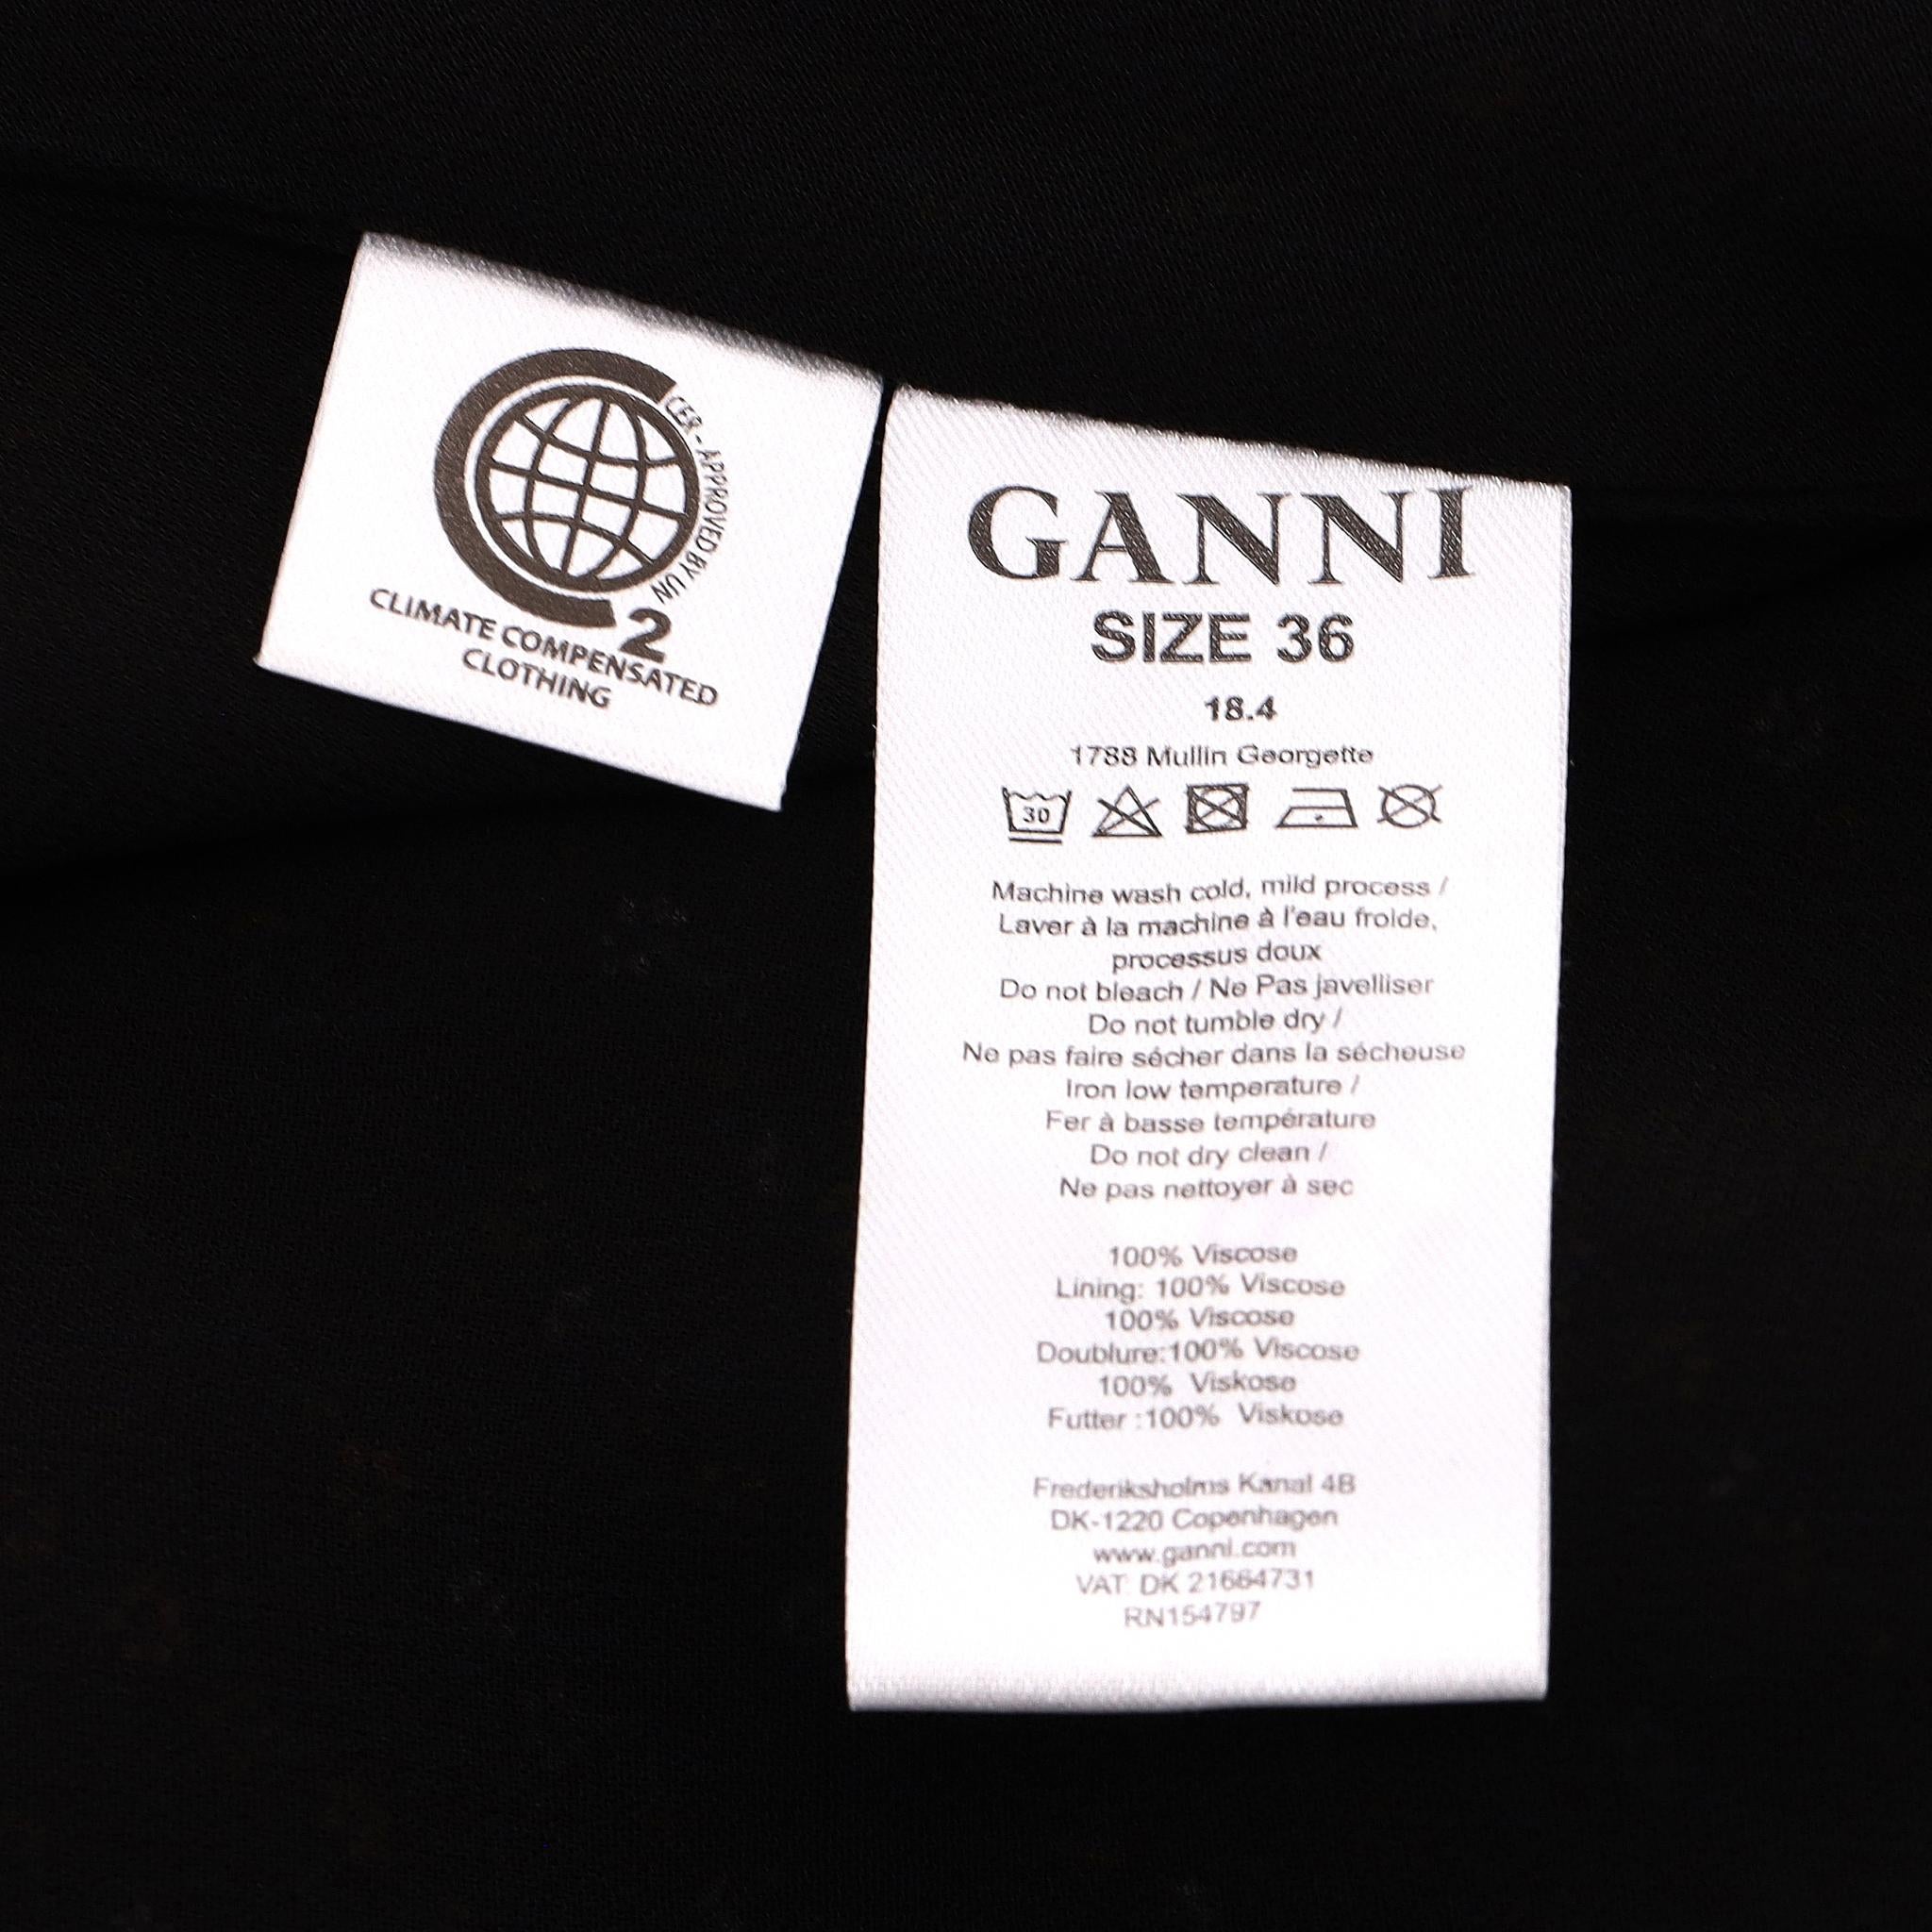 CER - APPROVED BY UN
2
CLIMATE COMPENSATED
CLOTHING
GANNI
SIZE 36
18.4
1788 Mullin Georgette
30
Machine wash cold, mild process /
Laver à la machine à l'eau froide,
processus doux
Do not bleach / Ne Pas javelliser
Do not tumble dry /
Ne pas faire sécher dans la sécheuse
Iron low temperature /
Fer à basse température
Do not dry clean /
Ne pas nettoyer à sec
100% Viscose
Lining: 100% Viscose
100% Viscose
Doublure:100% Viscose
100% Viskose
Futter :100% Viskose
Frederiksholms Kanal 4B
DK-1220 Copenhagen
www.ganni.com
VAT: DK 21664731
RN154797